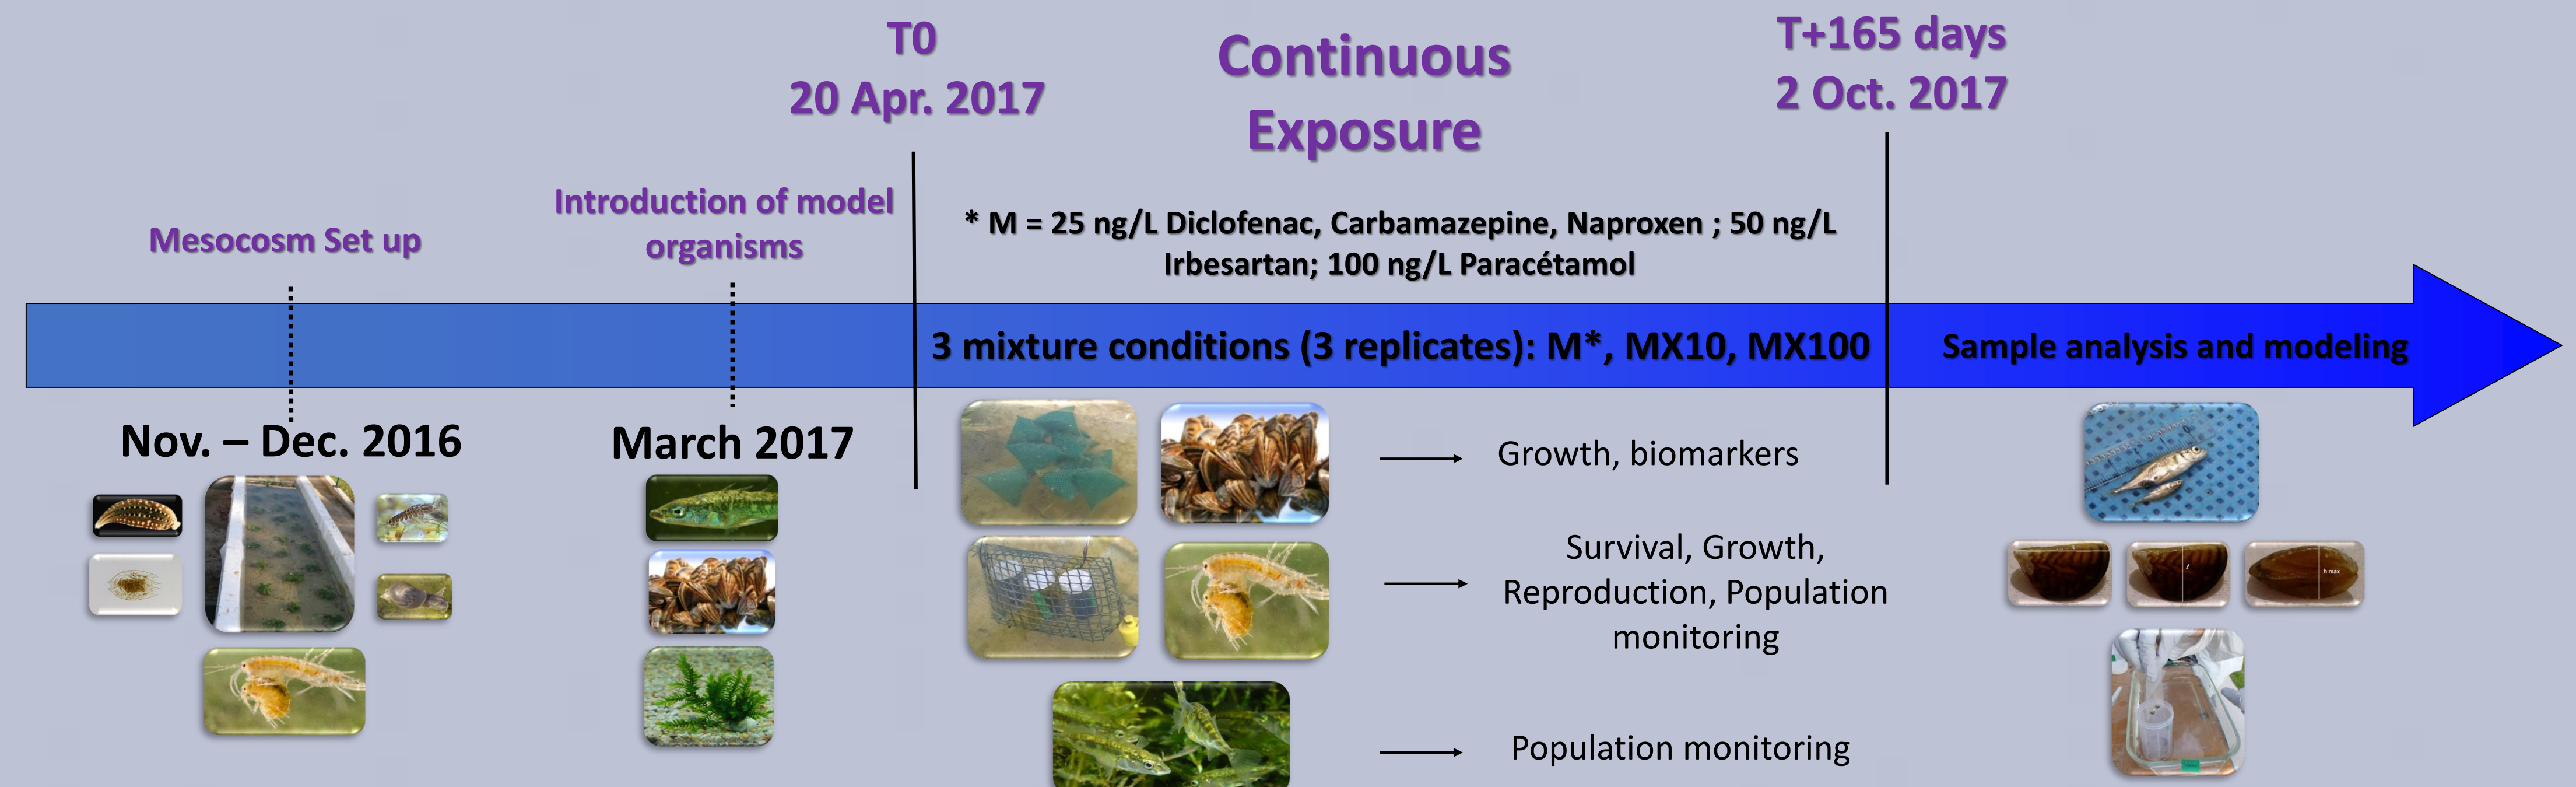 T0
20 Apr. 2017
Continuous
Exposure
T+165 days
2 Oct. 2017
Mesocosm Set up
Introduction of model
organisms
* M = 25 ng/L Diclofenac, Carbamazepine, Naproxen ; 50 ng/L
Irbesartan; 100 ng/L Paracétamol
3 mixture conditions (3 replicates): M*, MX10, MX100
Sample analysis and modeling
Nov. – Dec. 2016
March 2017
Growth, biomarkers
Survival, Growth,
Reproduction, Population
monitoring
Population monitoring
h max